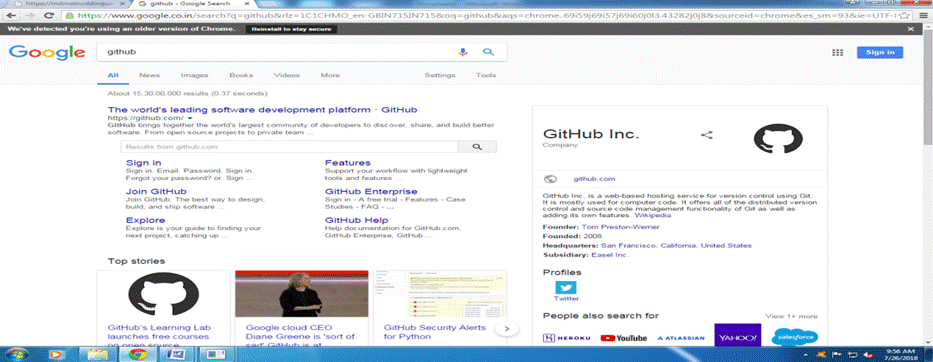 github - Google Search
https://www.google.co.in/search?q=github&rlz=1C1CHMO_en-GBIN715IN715&oq=github&aqs=chrome..69i59j69i57j69i60j0l3.43282j0j8&sourceid=chrome&es_sm=93&ie=UTF-
We've detected you're using an older version of Chrome. Reinstall to stay secure
Google github Sign in
All News Images Books Videos More Settings Tools
About 15,30,00,000 results (0.37 seconds)
The world's leading software development platform · GitHub
https://github.com/
GitHub brings together the world's largest community of developers to discover, share, and build better
software. From open source projects to private team ...
Results from github.com
Sign in
Sign in. Email. Password. Sign in.
Forgot your password? or. Sign ...
Features
Support your workflow with lightweight
tools and features ...
Join GitHub
Join GitHub. The best way to design,
build, and ship software ...
GitHub Enterprise
Sign in - A free trial - Features - Case
Studies - FAQ - ...
Explore
Explore is your guide to finding your
next project, catching up ...
GitHub Help
Help documentation for GitHub.com,
GitHub Enterprise, GitHub ...
Top stories
GitHub's Learning Lab
launches free courses
on open source
Google cloud CEO
Diane Greene is 'sort of
sad' GitHub is at
GitHub Security Alerts
for Python
GitHub Inc.
Company
github.com
GitHub Inc. is a web-based hosting service for version control using Git.
It is mostly used for computer code. It offers all of the distributed version
control and source code management functionality of Git as well as
adding its own features. Wikipedia
Founder: Tom Preston-Werner
Founded: 2008
Headquarters: San Francisco, California, United States
Subsidiary: Easel Inc.
Profiles
Twitter
People also search for View 1+ more
HEROKU YouTube ATLASSIAN YAHOO! salesforce
9:56 AM
7/26/2018